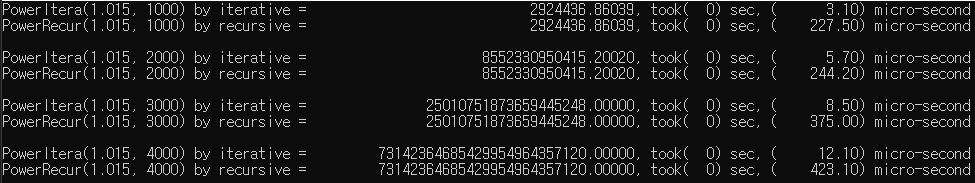 PowerItera(1.015, 1000) by iterative = 2924436.86039, took( 0) sec, ( 3.10) micro-second
PowerRecur(1.015, 1000) by recursive = 2924436.86039, took( 0) sec, ( 227.50) micro-second
PowerItera(1.015, 2000) by iterative = 8552330950415.20020, took( 0) sec, ( 5.70) micro-second
PowerRecur(1.015, 2000) by recursive = 8552330950415.20020, took( 0) sec, ( 244.20) micro-second
PowerItera(1.015, 3000) by iterative = 25010751873659445248.00000, took( 0) sec, ( 8.50) micro-second
PowerRecur(1.015, 3000) by recursive = 25010751873659445248.00000, took( 0) sec, ( 375.00) micro-second
PowerItera(1.015, 4000) by iterative = 73142364685429954964357120.00000, took( 0) sec, ( 12.10) micro-second
PowerRecur(1.015, 4000) by recursive = 73142364685429954964357120.00000, took( 0) sec, ( 423.10) micro-second